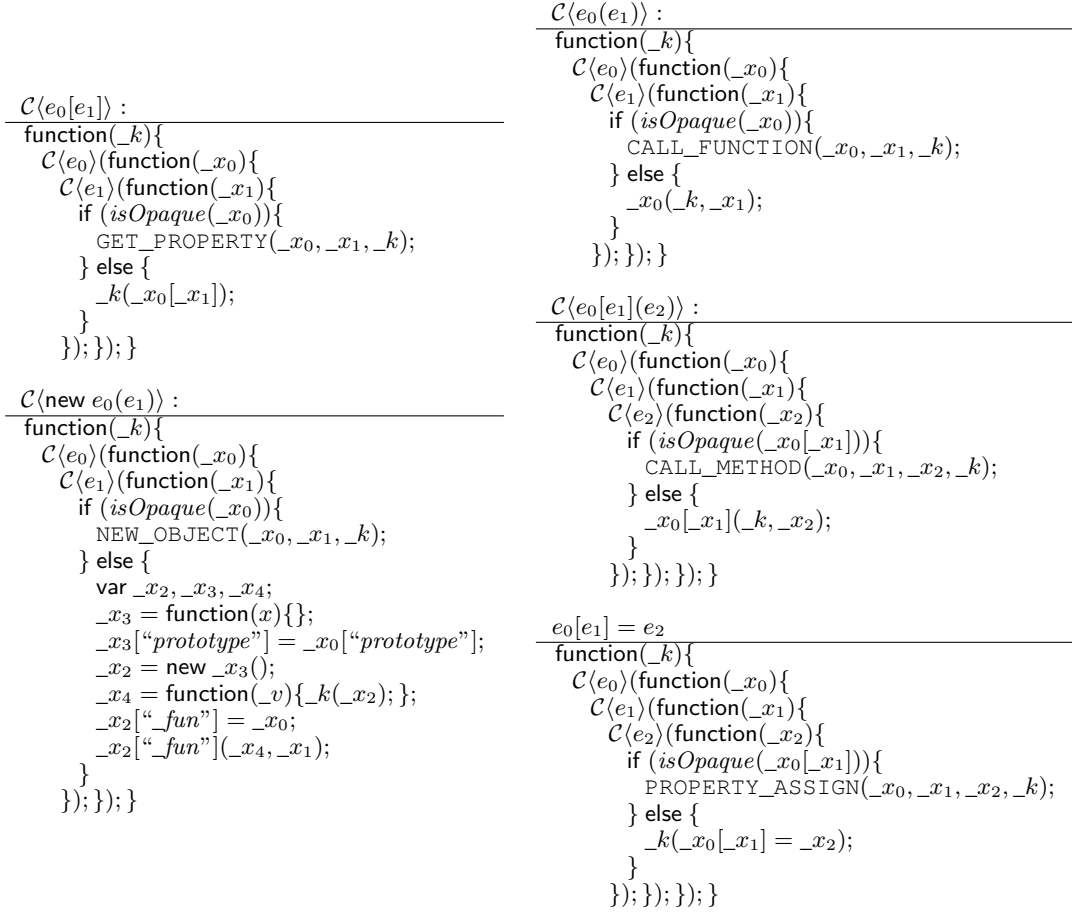 𝒞⟨e₀[e₁]⟩ :
function(_k){
𝒞⟨e₀⟩(function(_x₀){
𝒞⟨e₁⟩(function(_x₁){
if (isOpaque(_x₀)){
GET_PROPERTY(_x₀, _x₁, _k);
} else {
_k(_x₀[_x₁]);
}
}); }); }
𝒞⟨new e₀(e₁)⟩ :
function(_k){
𝒞⟨e₀⟩(function(_x₀){
𝒞⟨e₁⟩(function(_x₁){
if (isOpaque(_x₀)){
NEW_OBJECT(_x₀, _x₁, _k);
} else {
var _x₂, _x₃, _x₄;
_x₃ = function(x){};
_x₃[“prototype”] = _x₀[“prototype”];
_x₂ = new _x₃();
_x₄ = function(_v){_k(_x₂); };
_x₂[“_fun”] = _x₀;
_x₂[“_fun”](_x₄, _x₁);
}
}); }); }
𝒞⟨e₀(e₁)⟩ :
function(_k){
𝒞⟨e₀⟩(function(_x₀){
𝒞⟨e₁⟩(function(_x₁){
if (isOpaque(_x₀)){
CALL_FUNCTION(_x₀, _x₁, _k);
} else {
_x₀(_k, _x₁);
}
}); }); }
𝒞⟨e₀[e₁](e₂)⟩ :
function(_k){
𝒞⟨e₀⟩(function(_x₀){
𝒞⟨e₁⟩(function(_x₁){
𝒞⟨e₂⟩(function(_x₂){
if (isOpaque(_x₀[_x₁])){
CALL_METHOD(_x₀, _x₁, _x₂, _k);
} else {
_x₀[_x₁](_k, _x₂);
}
}); }); }); }
e₀[e₁] = e₂
function(_k){
𝒞⟨e₀⟩(function(_x₀){
𝒞⟨e₁⟩(function(_x₁){
𝒞⟨e₂⟩(function(_x₂){
if (isOpaque(_x₀[_x₁])){
PROPERTY_ASSIGN(_x₀, _x₁, _x₂, _k);
} else {
_k(_x₀[_x₁] = _x₂);
}
}); }); }); }